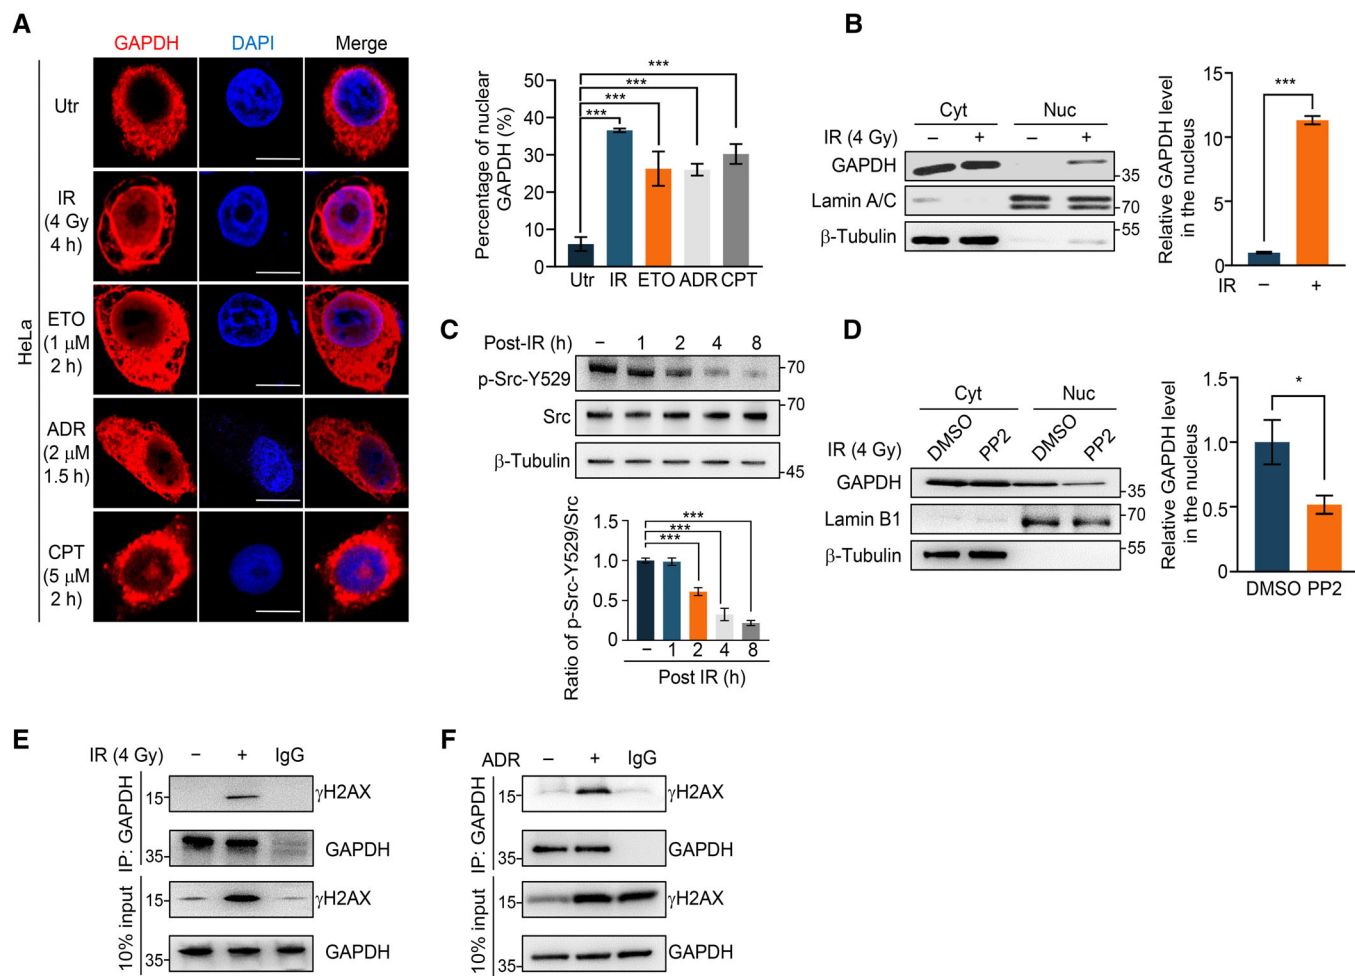 A
GAPDH DAPI Merge
HeLa
Utr
IR
(4 Gy
4 h)
ETO
(1 μM
2 h)
ADR
(2 μM
1.5 h)
CPT
(5 μM
2 h)
Percentage of nuclear
GAPDH (%)
50
40
30
20
10
0
***
***
***
***
Utr IR ETO ADR CPT
B
Cyt Nuc
IR (4 Gy) − + − +
GAPDH
35
Lamin A/C
70
β-Tubulin
55
Relative GAPDH level
in the nucleus
15
10
5
0
***
IR − +
C
Post-IR (h) − 1 2 4 8
p-Src-Y529
70
Src
70
β-Tubulin
45
Ratio of p-Src-Y529/Src
1.5
1.0
0.5
0
***
***
***
− 1 2 4 8
Post IR (h)
D
Cyt Nuc
IR (4 Gy) DMSO PP2 DMSO PP2
GAPDH
35
Lamin B1
70
β-Tubulin
55
Relative GAPDH level
in the nucleus
1.5
1.0
0.5
0
*
DMSO PP2
E
IR (4 Gy) − + IgG
IP: GAPDH
15 γH2AX
35 GAPDH
10% input
15 γH2AX
35 GAPDH
F
ADR − + IgG
IP: GAPDH
15 γH2AX
35 GAPDH
10% input
15 γH2AX
35 GAPDH